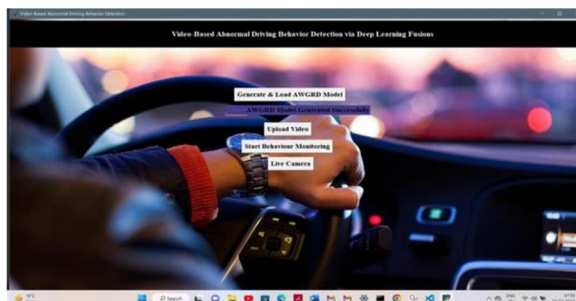 Video Based Abnormal Driving Behavior Detection
Video-Based Abnormal Driving Behavior Detection via Deep Learning Fusions
Generate & Load AWGRD Model
AWGRD Model Generated Successfully
Upload Video
Start Behaviour Monitoring
Live Camera
Search
ENG